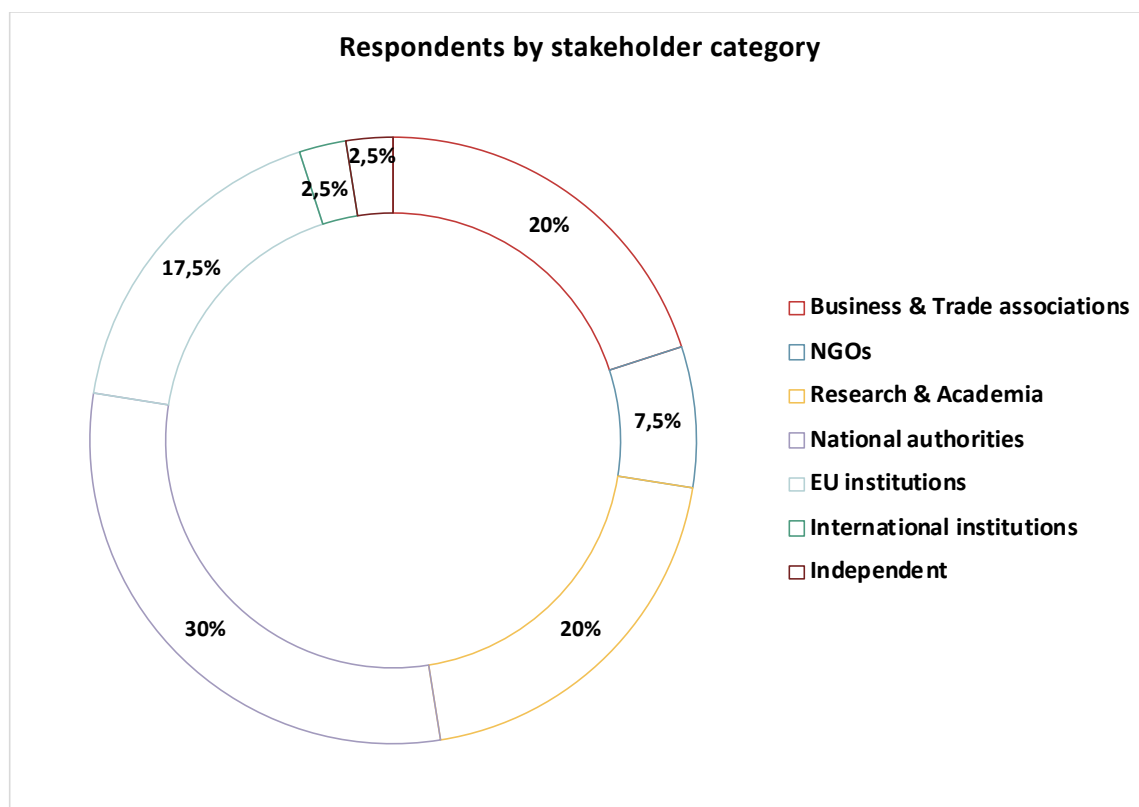 Respondents by stakeholder category
2,5%
2,5%
20%
17,5%
7,5%
30%
20%
Business & Trade associations
NGOs
Research & Academia
National authorities
EU institutions
International institutions
Independent